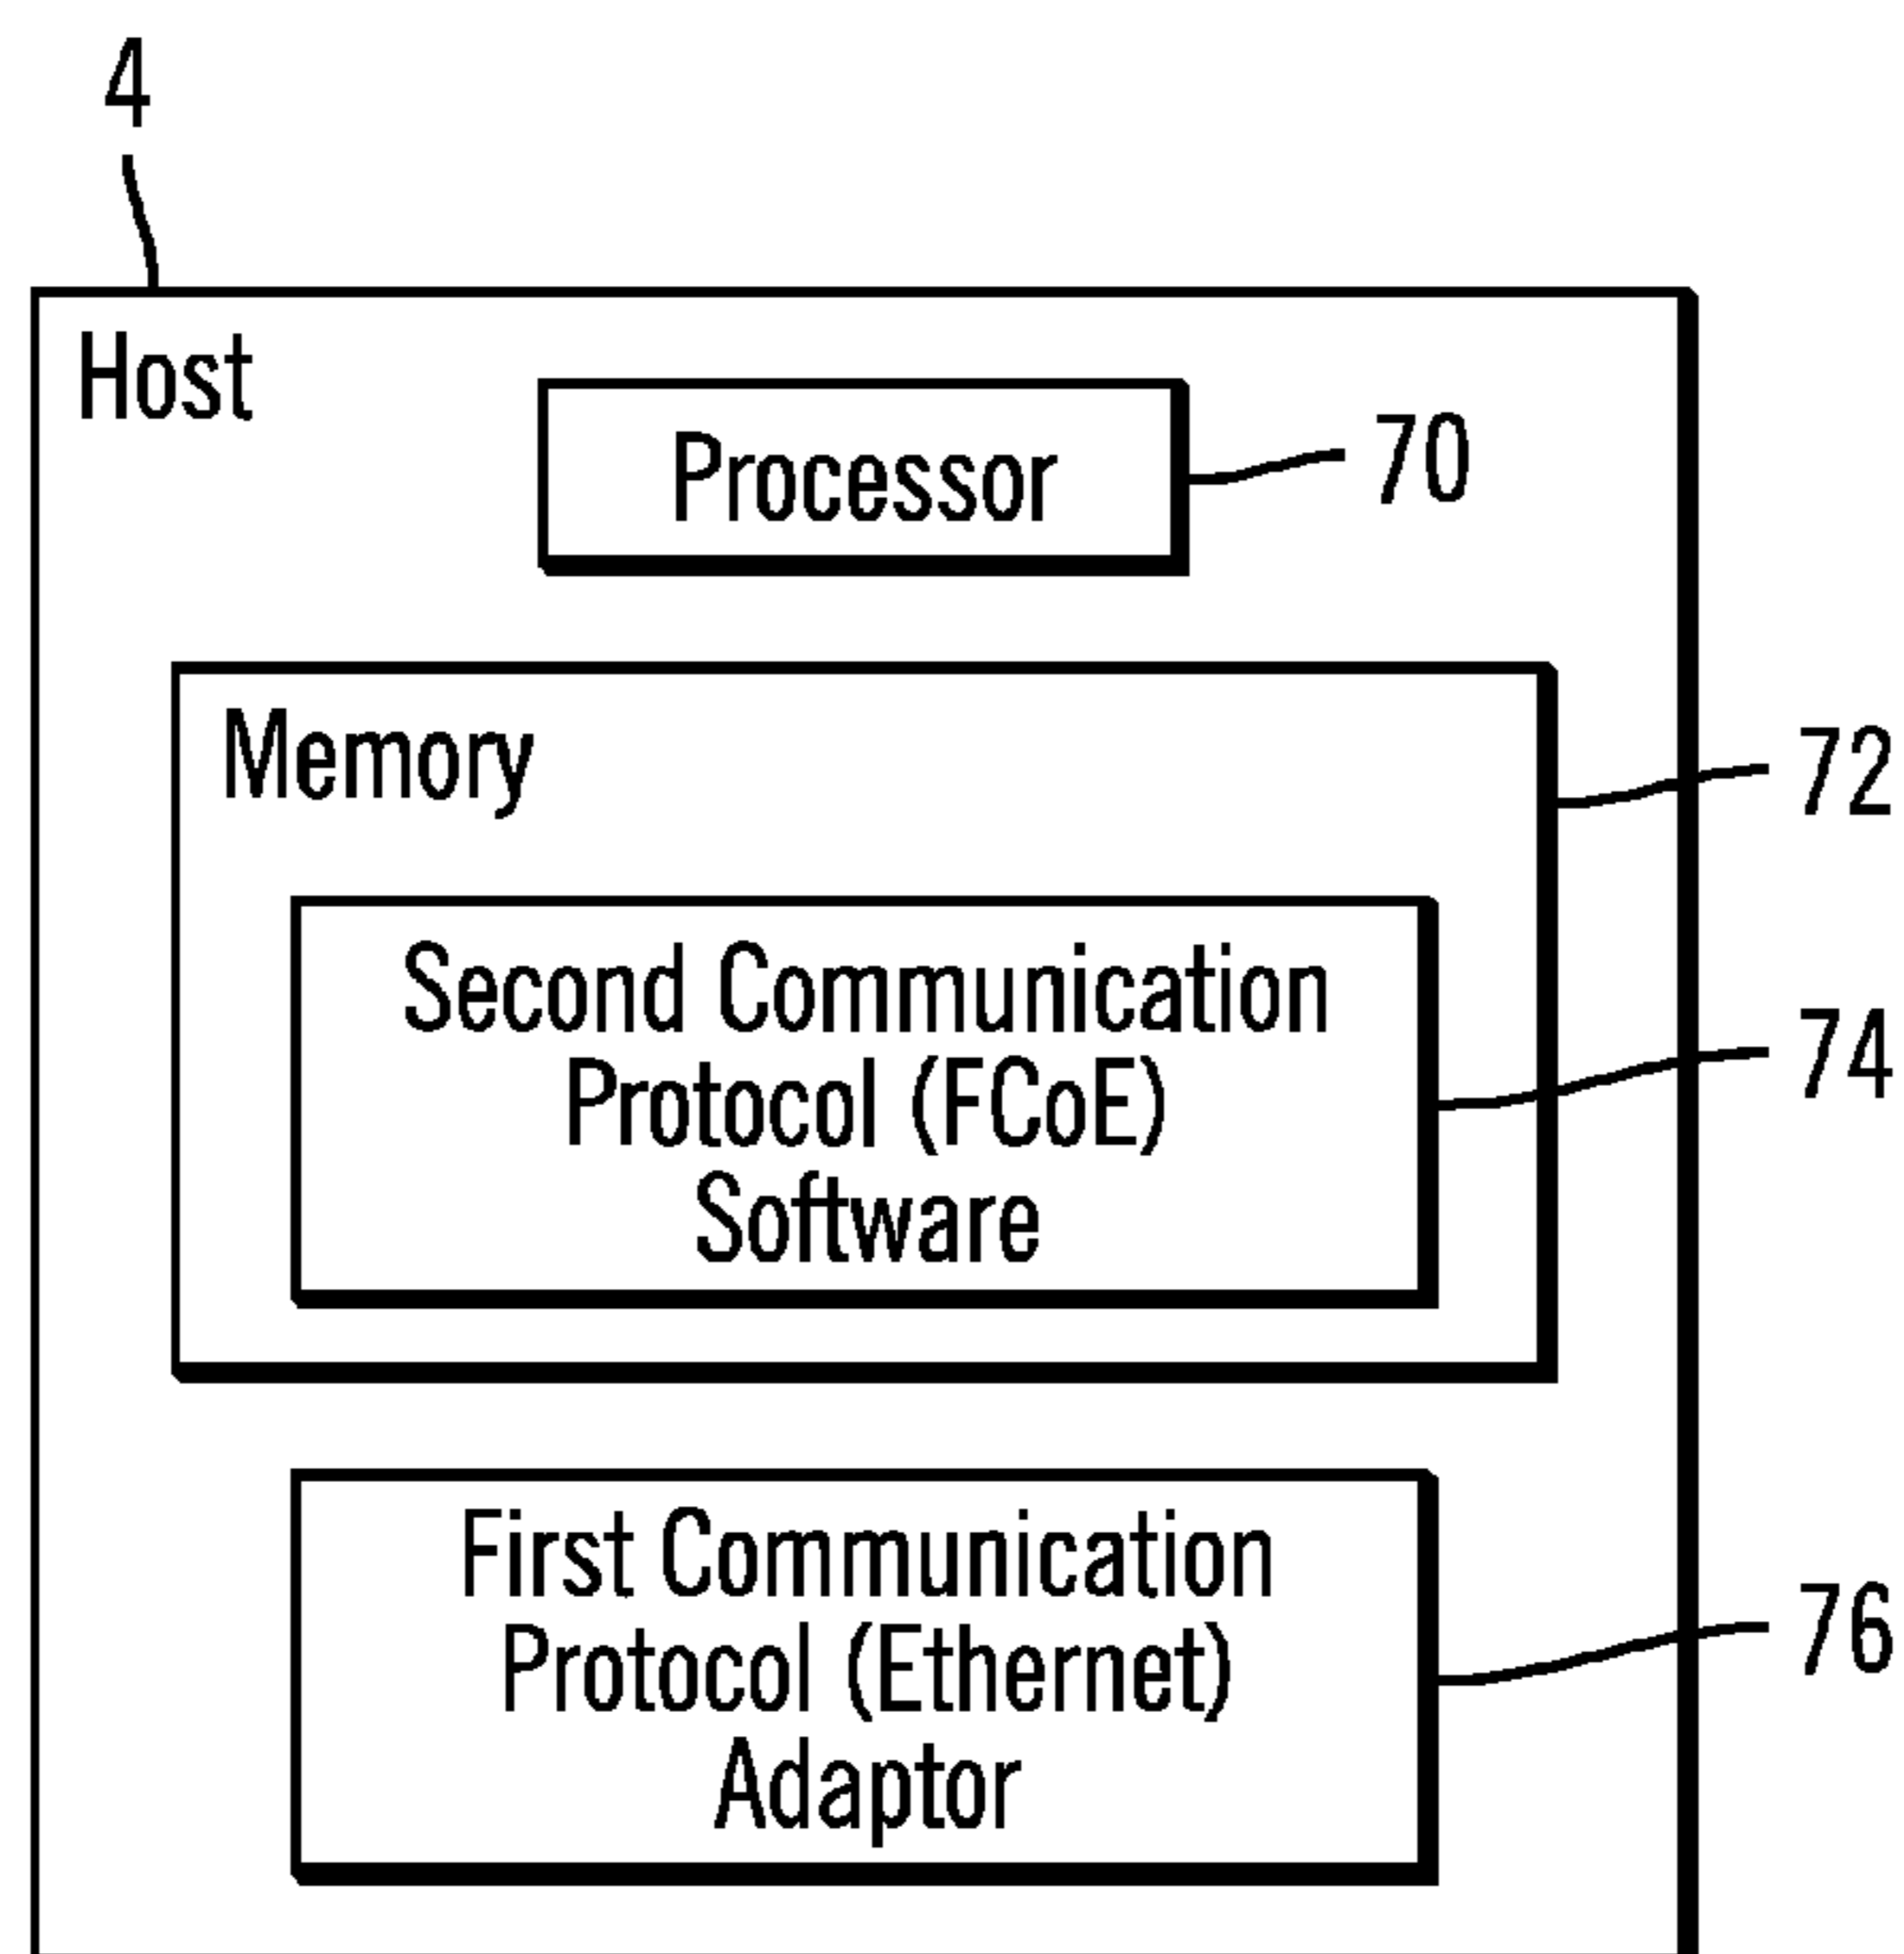 4
Host
Processor
70
Memory
72
Second Communication
Protocol (FCoE)
Software
74
First Communication
Protocol (Ethernet)
Adaptor
76